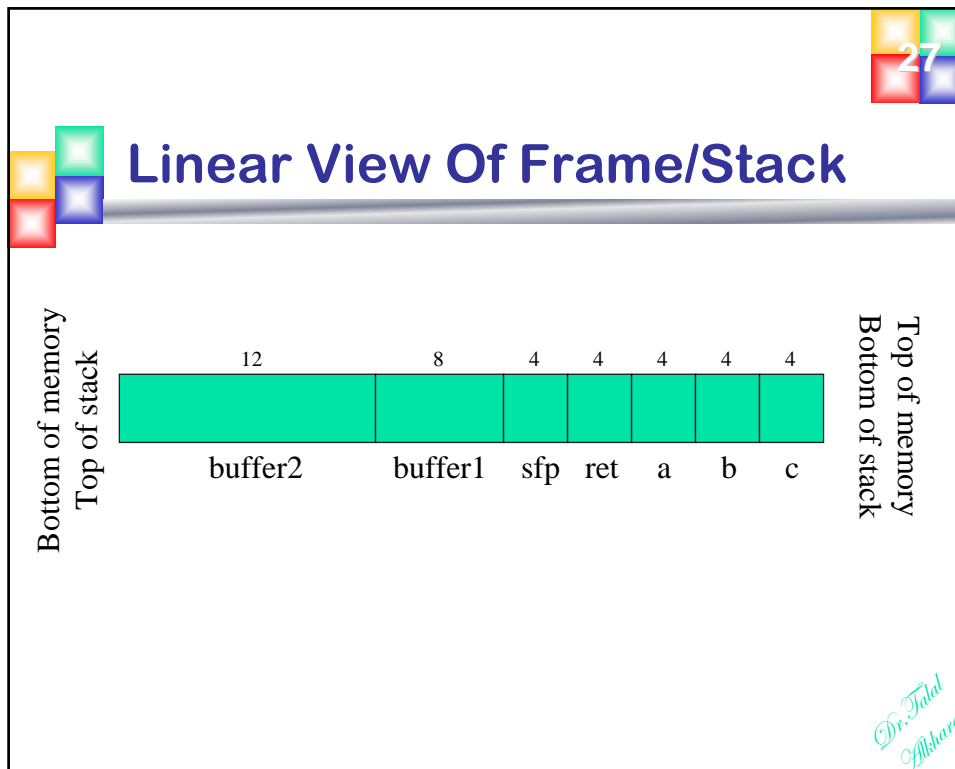 27
Linear View Of Frame/Stack
Bottom of memory
Top of stack
12 8 4 4 4 4 4
buffer2 buffer1 sfp ret a b c
Top of memory
Bottom of stack
Dr. Talal